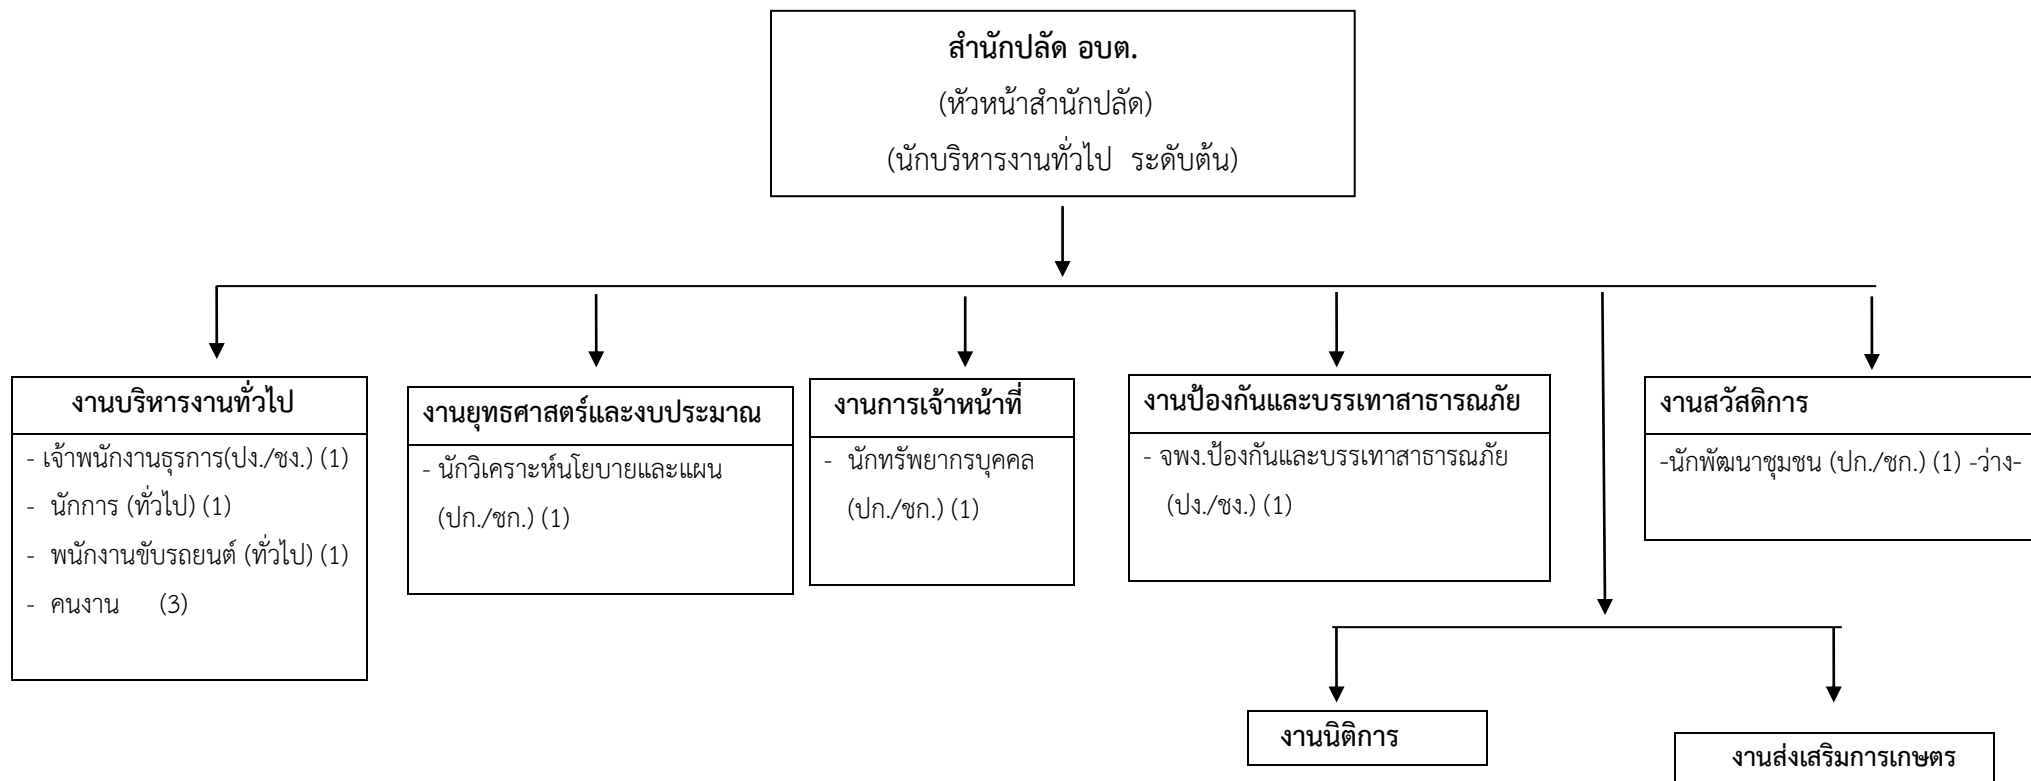 สำนักปลัด อบต.
(หัวหน้าสำนักปลัด)
(นักบริหารงานทั่วไป ระดับต้น)
งานบริหารงานทั่วไป
- เจ้าพนักงานธุรการ(ปง./ชง.) (1)
- นักการ (ทั่วไป) (1)
- พนักงานขับรถยนต์ (ทั่วไป) (1)
- คนงาน (3)
งานยุทธศาสตร์และงบประมาณ
- นักวิเคราะห์นโยบายและแผน
(ปก./ชก.) (1)
งานการเจ้าหน้าที่
- นักทรัพยากรบุคคล
(ปก./ชก.) (1)
งานป้องกันและบรรเทาสาธารณภัย
- จพง.ป้องกันและบรรเทาสาธารณภัย
(ปง./ชง.) (1)
งานสวัสดิการ
-นักพัฒนาชุมชน (ปก./ชก.) (1) -ว่าง-
งานนิติการ
งานส่งเสริมการเกษตร